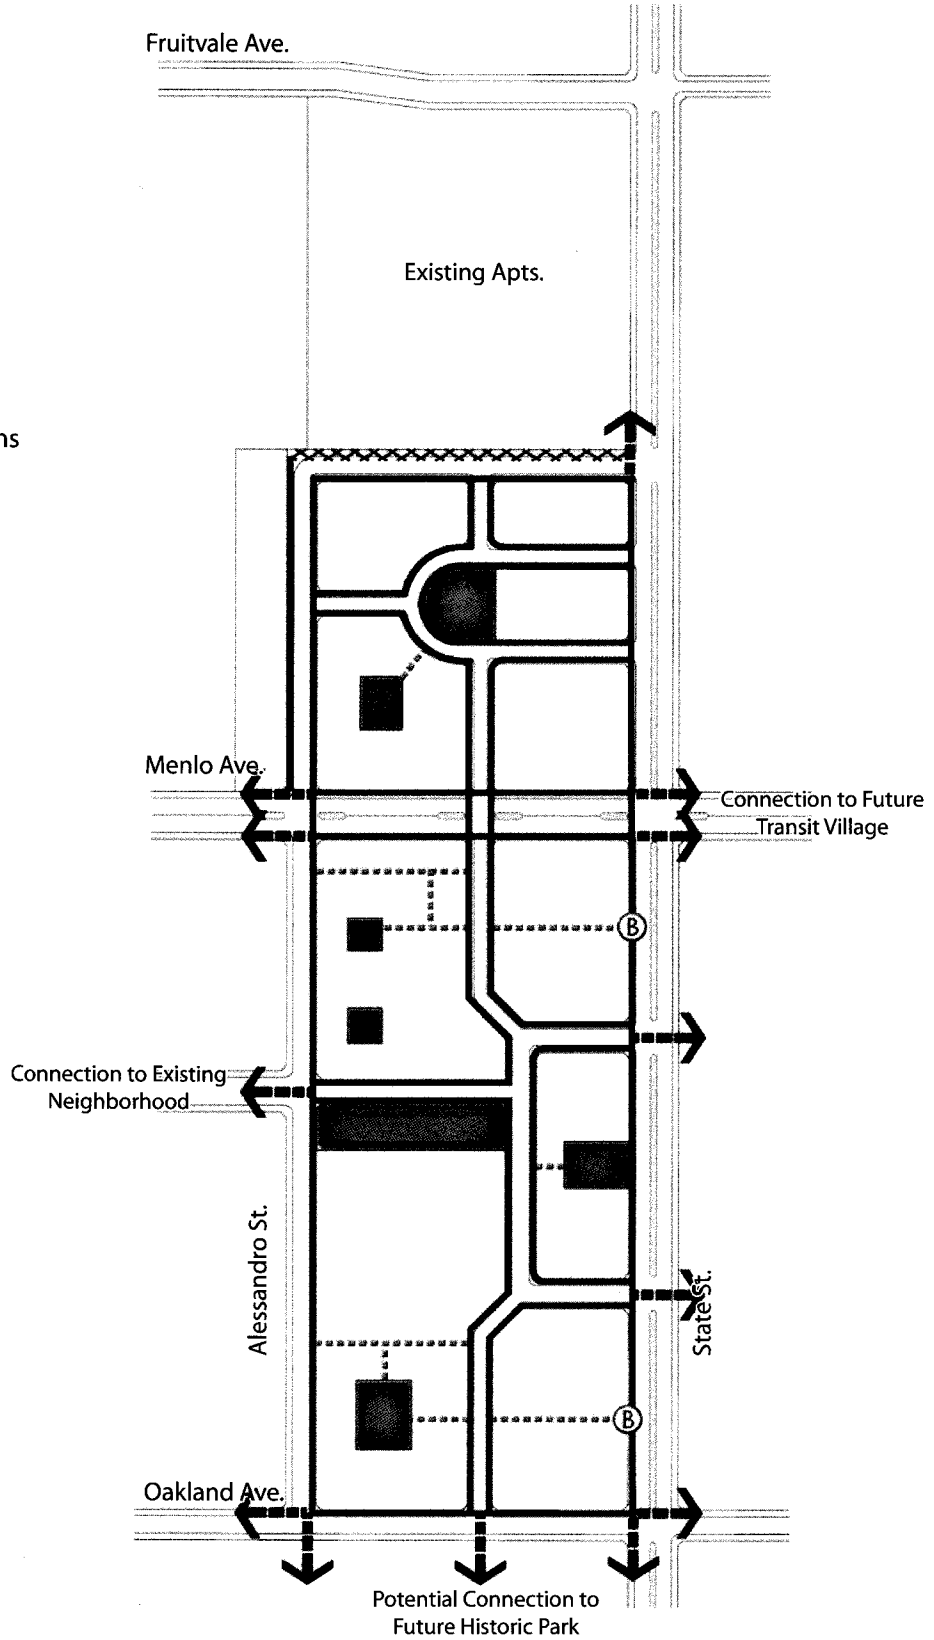 Fruitvale Ave.
Existing Apts.
ns
Menlo Ave.
Connection to Future
Transit Village
B
Connection to Existing
Neighborhood
Alessandro St.
State St.
B
Oakland Ave.
Potential Connection to
Future Historic Park